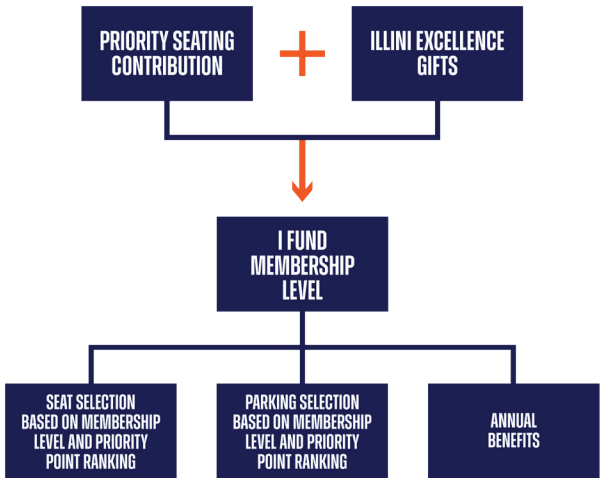 PRIORITY SEATING
CONTRIBUTION
ILLINI EXCELLENCE
GIFTS
I FUND
MEMBERSHIP
LEVEL
SEAT SELECTION
BASED ON MEMBERSHIP
LEVEL AND PRIORITY
POINT RANKING
PARKING SELECTION
BASED ON MEMBERSHIP
LEVEL AND PRIORITY
POINT RANKING
ANNUAL
BENEFITS